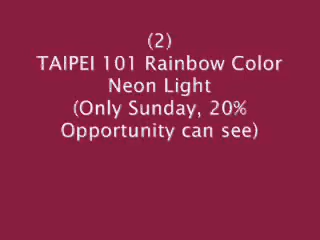 (2)
TAIPEI 101 Rainbow Color
Neon Light
(Only Sunday, 20%
Opportunity can see)